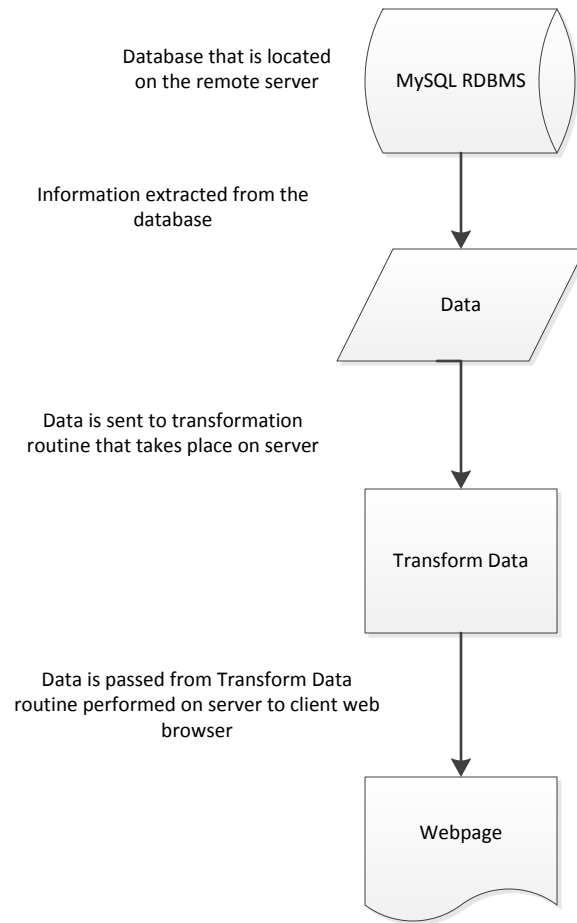 Database that is located
on the remote server
MySQL RDBMS
Information extracted from the
database
Data
Data is sent to transformation
routine that takes place on server
Transform Data
Data is passed from Transform Data
routine performed on server to client web
browser
Webpage